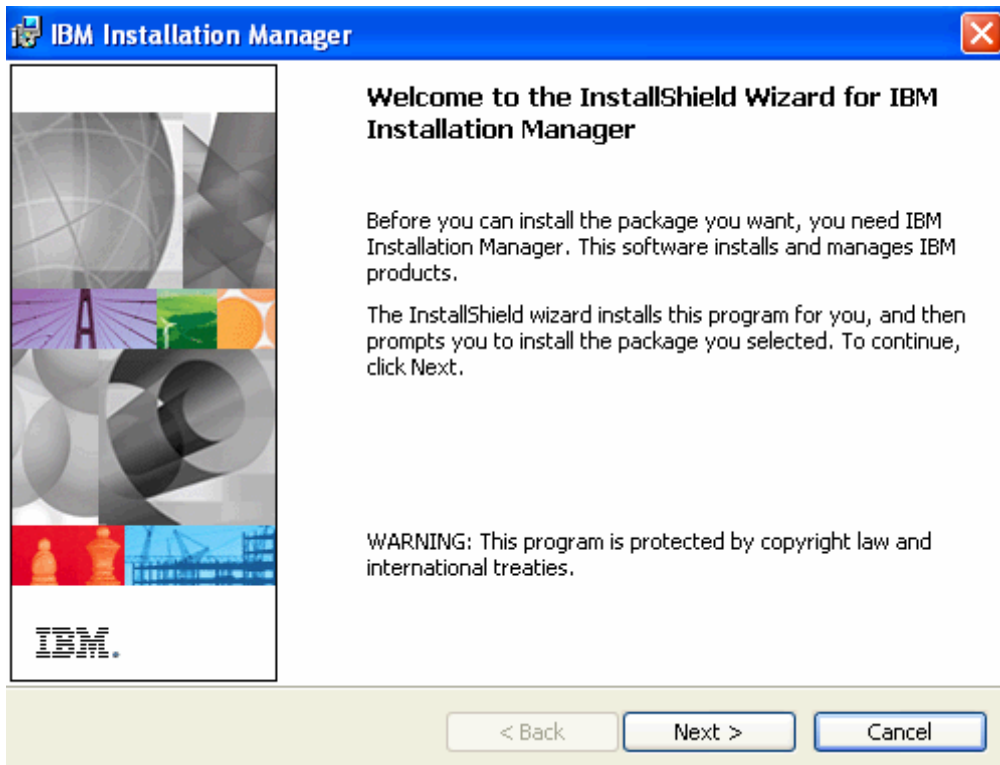 IBM Installation Manager
Welcome to the InstallShield Wizard for IBM
Installation Manager
Before you can install the package you want, you need IBM
Installation Manager. This software installs and manages IBM
products.
The InstallShield wizard installs this program for you, and then
prompts you to install the package you selected. To continue,
click Next.
WARNING: This program is protected by copyright law and
international treaties.
IBM.
< Back
Next >
Cancel